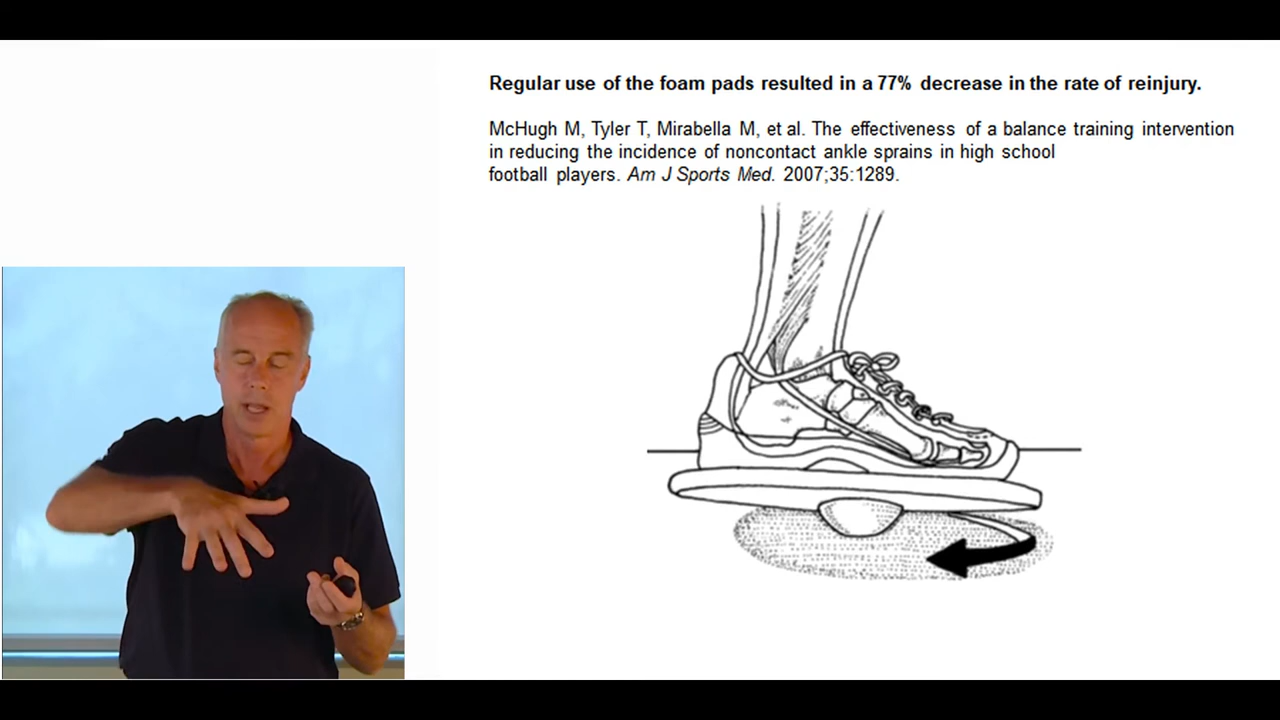 Regular use of the foam pads resulted in a 77% decrease in the rate of reinjury.
McHugh M, Tyler T, Mirabella M, et al. The effectiveness of a balance training intervention
in reducing the incidence of noncontact ankle sprains in high school
football players. Am J Sports Med. 2007;35:1289.